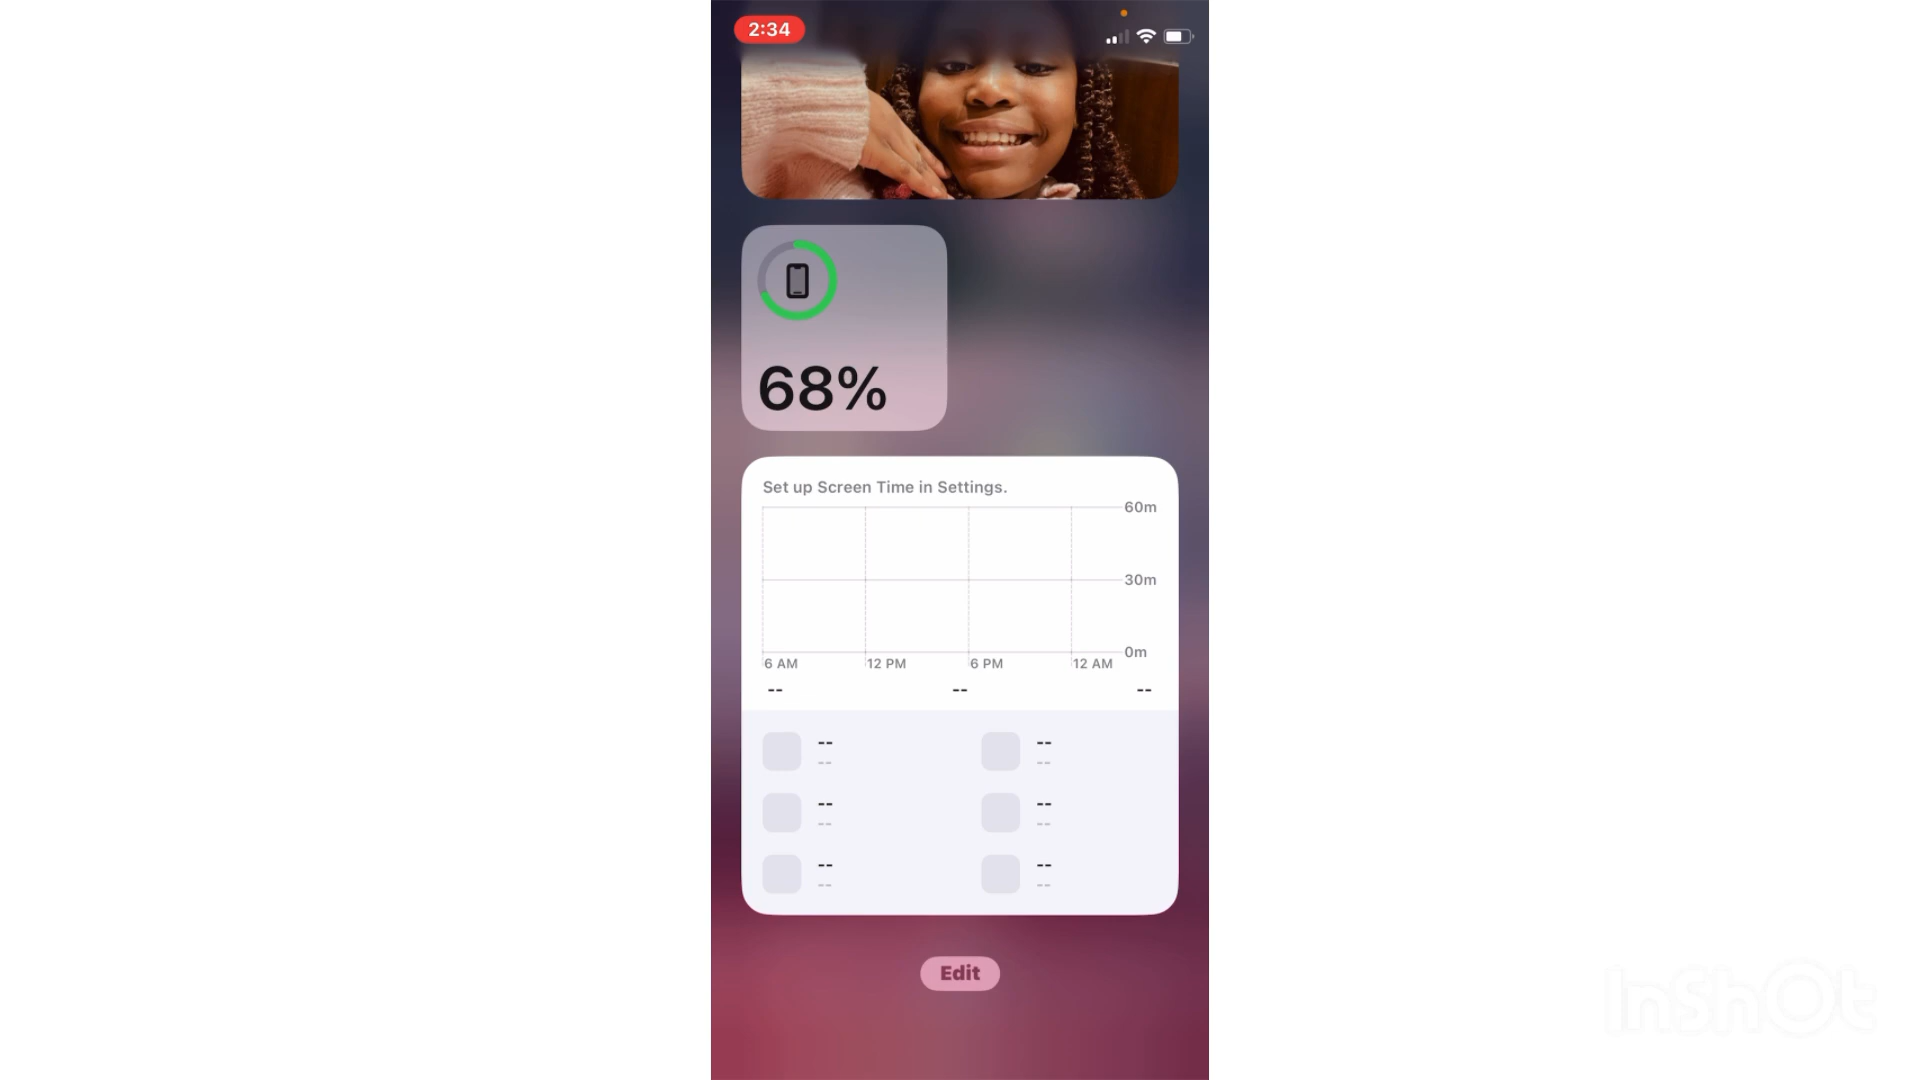 2:34
68%
Set up Screen Time in Settings.
60m
30m
0m
6 AM 12 PM 6 PM 12 AM
-- -- --
-- --
-- --
-- --
-- --
-- --
-- --
Edit
InShOt